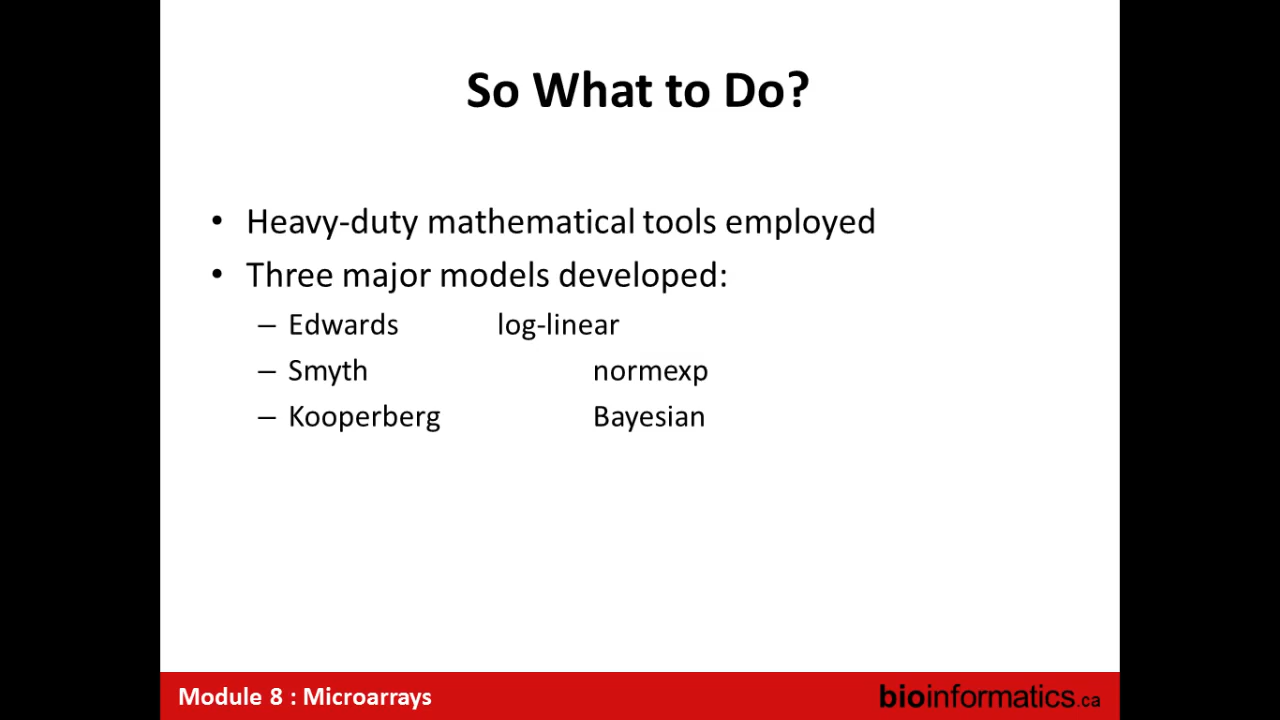 So What to Do?
• Heavy-duty mathematical tools employed
• Three major models developed:
– Edwards log-linear
– Smyth normexp
– Kooperberg Bayesian
Module 8 : Microarrays bioinformatics.ca